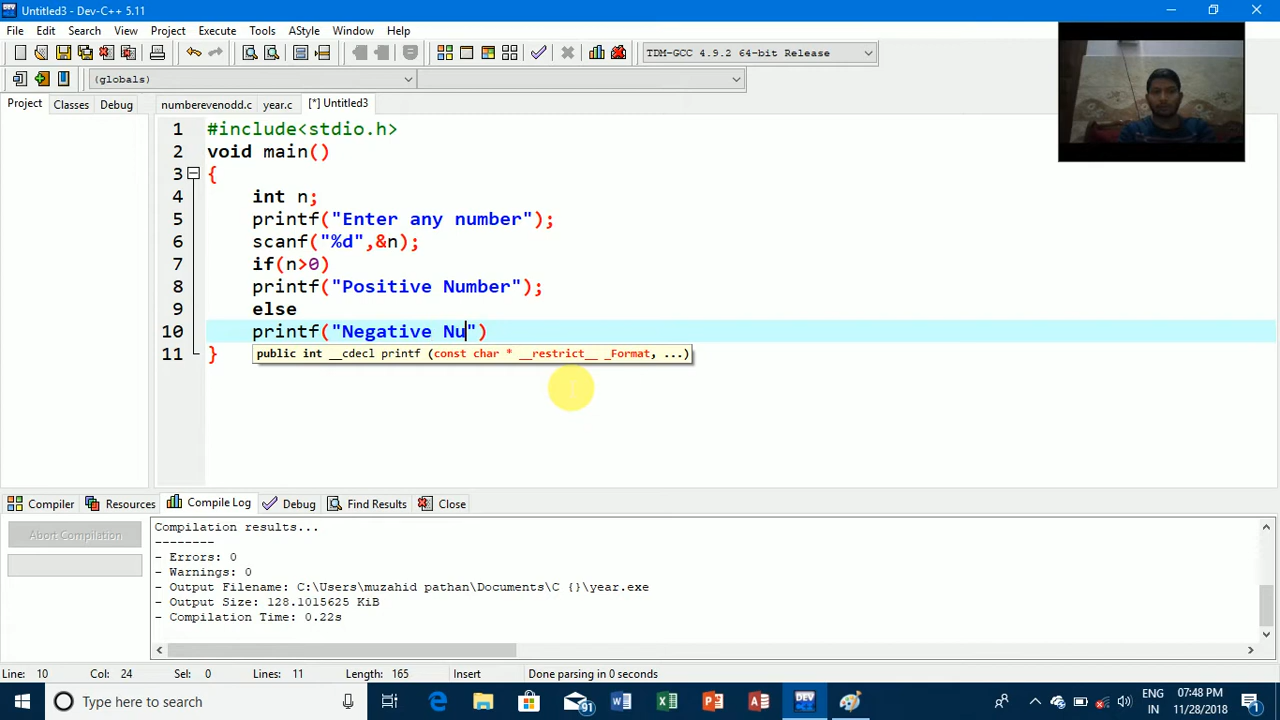 Untitled3 - Dev-C++ 5.11
File Edit Search View Project Execute Tools AStyle Window Help
TDM-GCC 4.9.2 64-bit Release
(globals)
Project Classes Debug numberevenodd.c year.c [*] Untitled3
1 #include<stdio.h>
2 void main()
3 {
4 int n;
5 printf("Enter any number");
6 scanf("%d",&n);
7 if(n>0)
8 printf("Positive Number");
9 else
10 printf("Negative Nu")
11 }
public int __cdecl printf (const char * __restrict__ _Format, ...)
Compiler Resources Compile Log Debug Find Results Close
Abort Compilation
Compilation results...
--------
- Errors: 0
- Warnings: 0
- Output Filename: C:\Users\muzahid pathan\Documents\C {}\year.exe
- Output Size: 128.1015625 KiB
- Compilation Time: 0.22s
Line: 10 Col: 24 Sel: 0 Lines: 11 Length: 165 Insert Done parsing in 0 seconds
Type here to search
91
DEV
ENG
IN
07:48 PM
11/28/2018
1